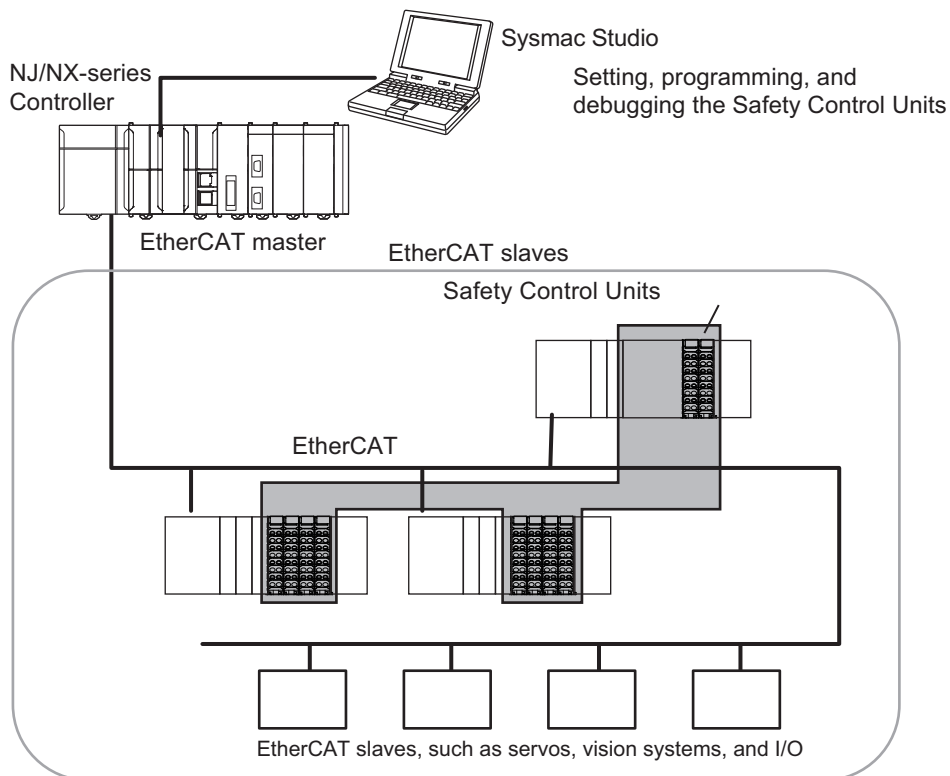 Sysmac Studio
NJ/NX-series
Controller
Setting, programming, and
debugging the Safety Control Units
EtherCAT master
EtherCAT slaves
Safety Control Units
EtherCAT
EtherCAT slaves, such as servos, vision systems, and I/O